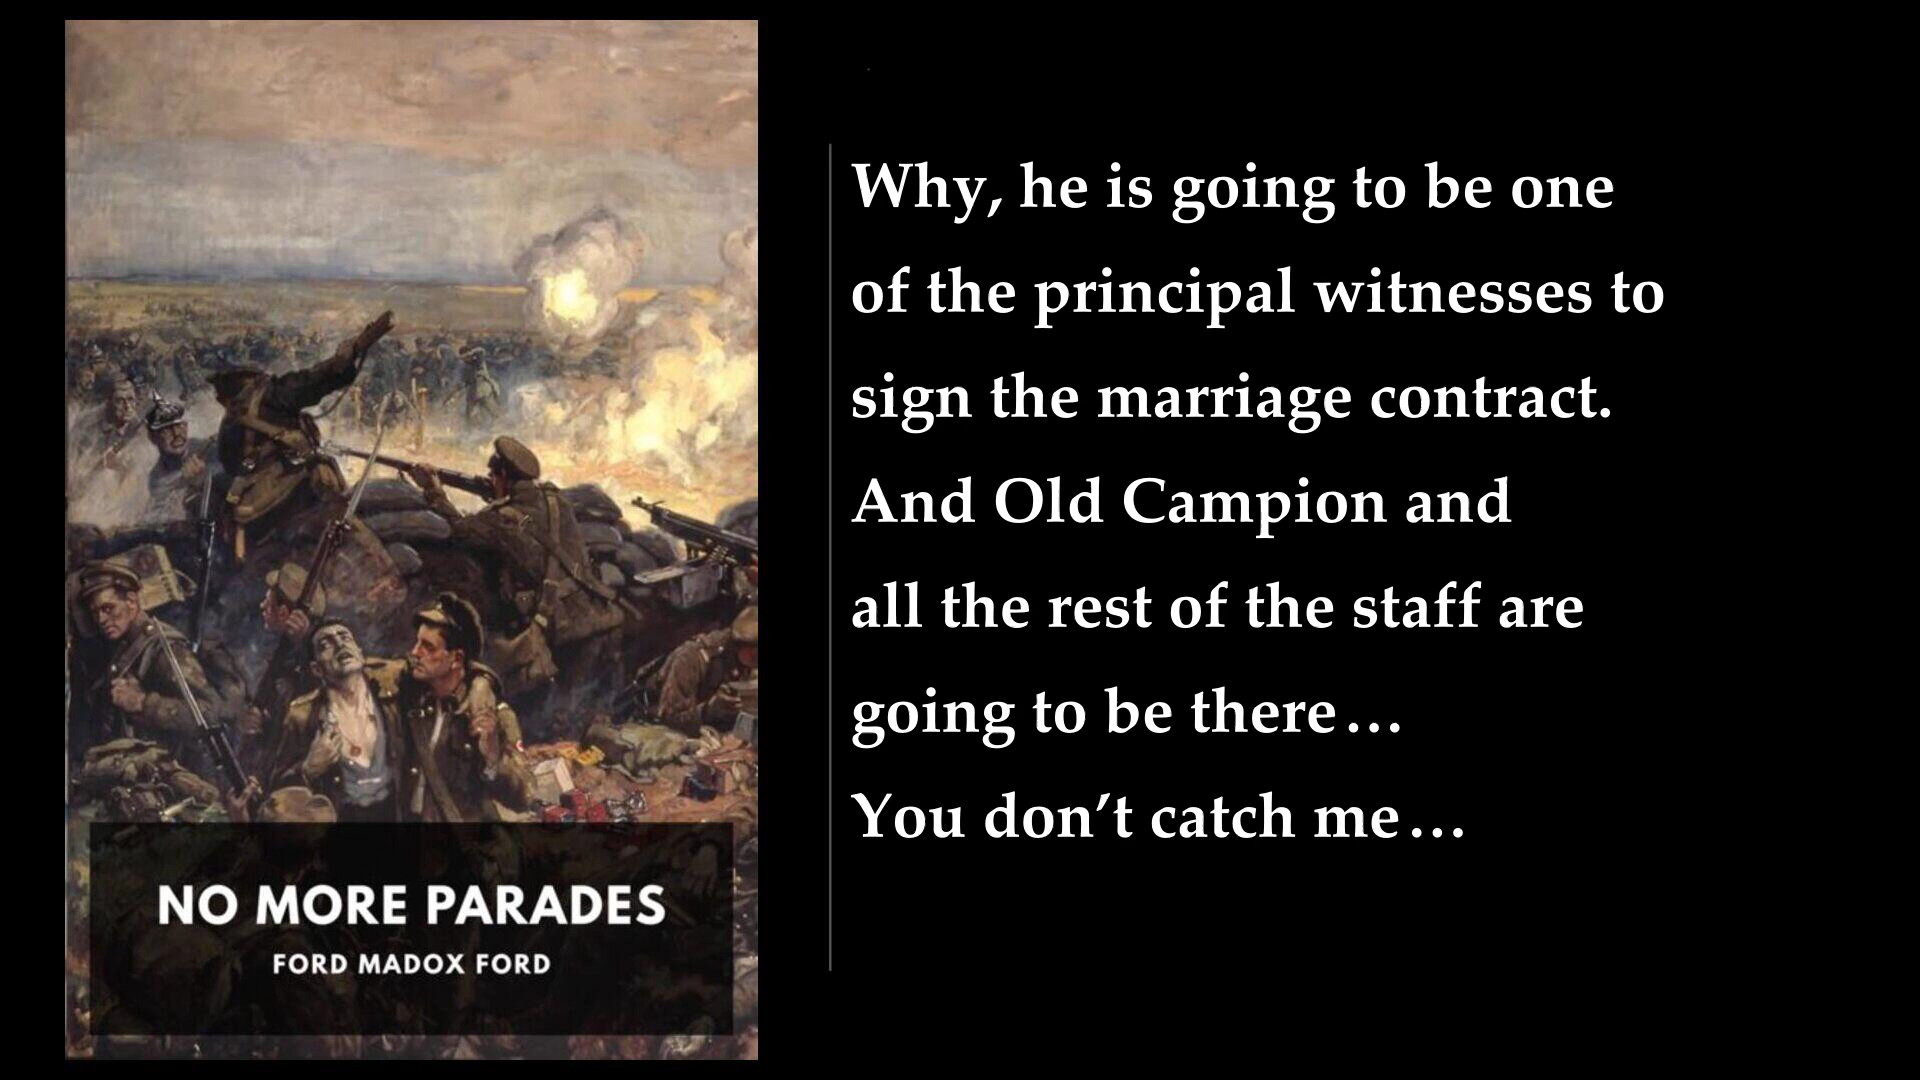 Why, he is going to be one
of the principal witnesses to
sign the marriage contract.
And Old Campion and
all the rest of the staff are
going to be there…
You don’t catch me…
NO MORE PARADES
FORD MADOX FORD